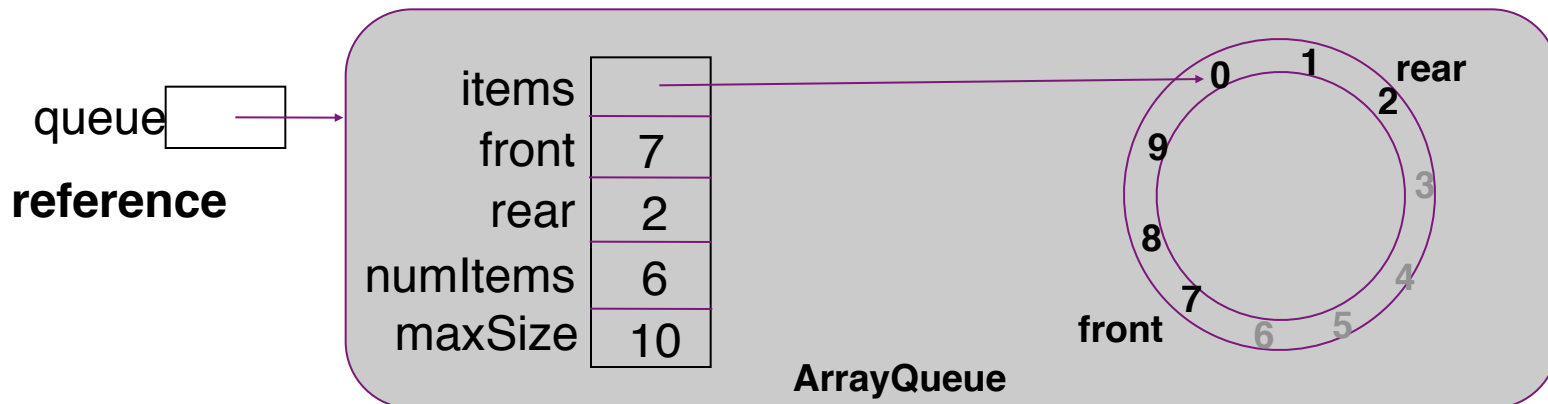 queue
reference
items
front 7
rear 2
numItems 6
maxSize 10
0
1
rear
2
3
4
5
6
7
front
8
9
ArrayQueue